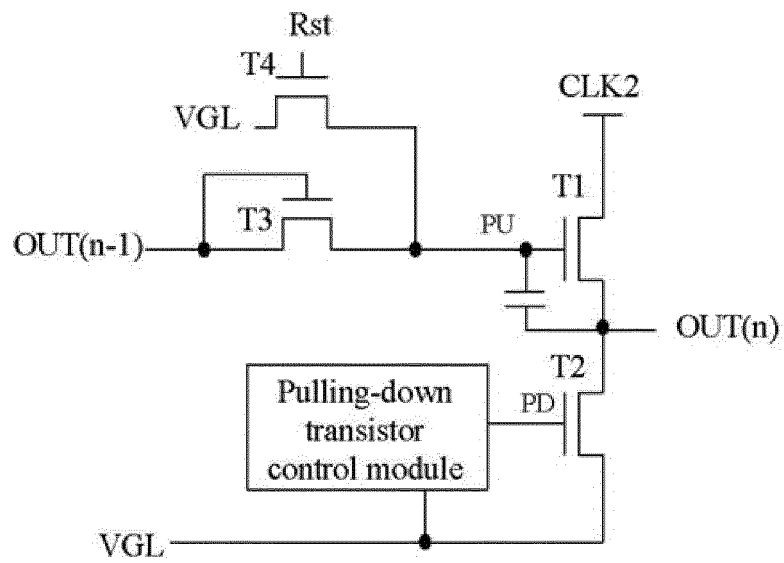 Rst
T4
CLK2
VGL
T1
T3
PU
OUT(n-1)
OUT(n)
T2
Pulling-down
transistor
control module
PD
VGL